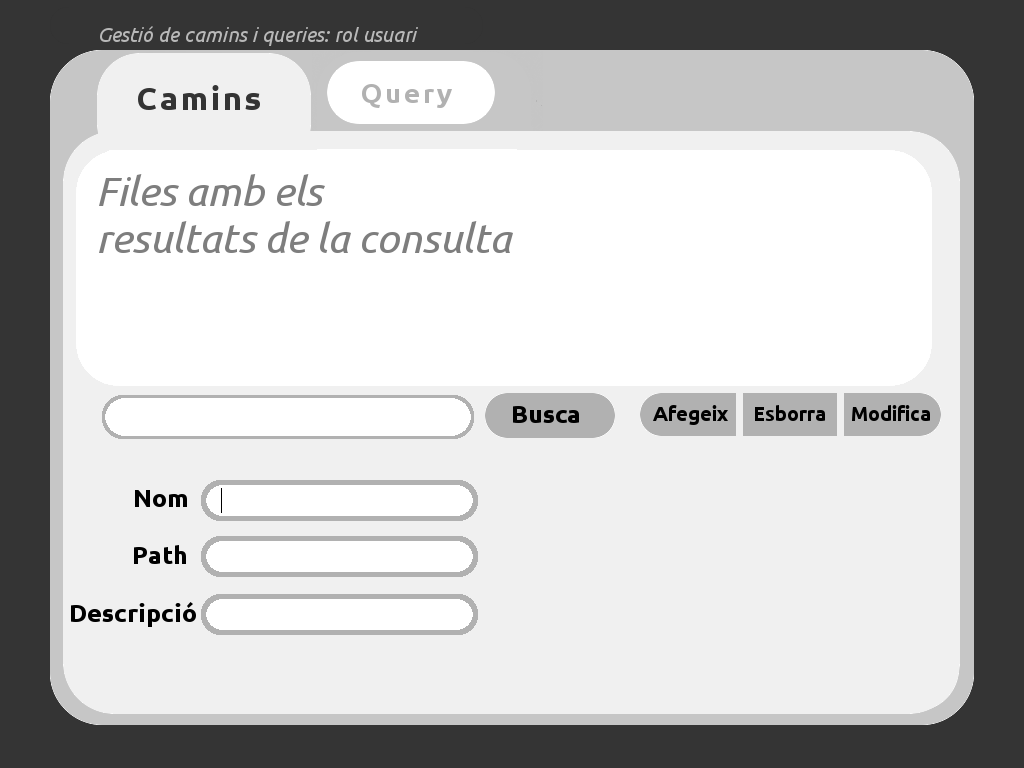 Gestió de camins i queries: rol usuari
Camins
Query
Files amb els
resultats de la consulta
Busca
Afegeix
Esborra
Modifica
Nom
Path
Descripció